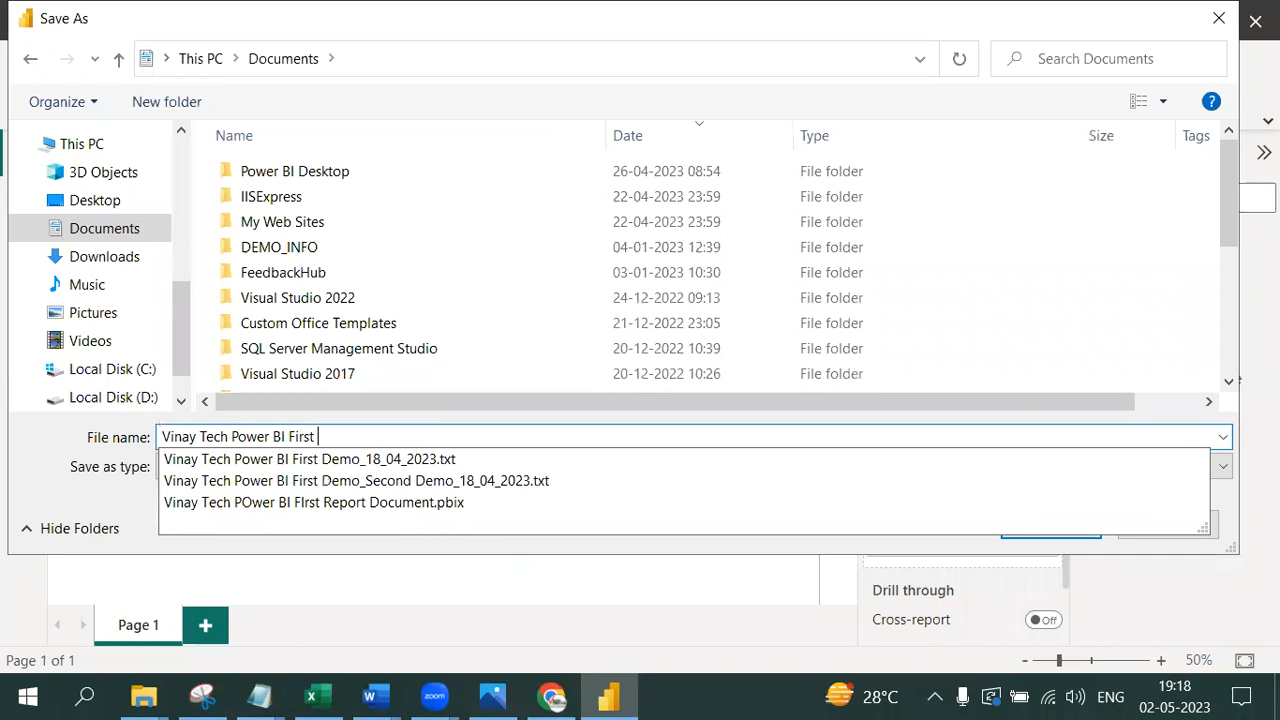 Save As
This PC Documents
Search Documents
Organize New folder
Name Date Type Size Tags
This PC
3D Objects
Desktop
Documents
Downloads
Music
Pictures
Videos
Local Disk (C:)
Local Disk (D:)
Power BI Desktop 26-04-2023 08:54 File folder
IISExpress 22-04-2023 23:59 File folder
My Web Sites 22-04-2023 23:59 File folder
DEMO_INFO 04-01-2023 12:39 File folder
FeedbackHub 03-01-2023 10:30 File folder
Visual Studio 2022 24-12-2022 09:13 File folder
Custom Office Templates 21-12-2022 23:05 File folder
SQL Server Management Studio 20-12-2022 10:39 File folder
Visual Studio 2017 20-12-2022 10:26 File folder
File name: Vinay Tech Power BI First
Save as type:
Vinay Tech Power BI First Demo_18_04_2023.txt
Vinay Tech Power BI First Demo_Second Demo_18_04_2023.txt
Vinay Tech POwer BI FIrst Report Document.pbix
Hide Folders
Drill through
Cross-report Off
Page 1
Page 1 of 1
- + 50%
zoom
28°C ENG
19:18
02-05-2023